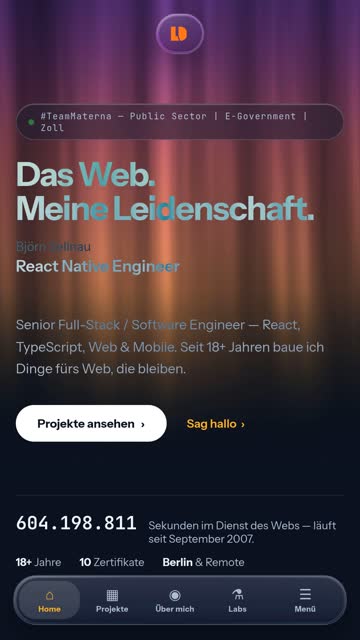 LD
#TeamMaterna — Public Sector | E-Government |
Zoll
Das Web.
Meine Leidenschaft.
Björn
React Native Engineer
Senior Full-Stack / Software Engineer — React,
TypeScript, Web & Mobile. Seit 18+ Jahren baue ich
Dinge fürs Web, die bleiben.
Projekte ansehen ›
Sag hallo ›
604.198.811
Sekunden im Dienst des Webs — läuft
seit September 2007.
18+ Jahre
10 Zertifikate
Berlin & Remote
Home
Projekte
Über mich
Labs
Menü